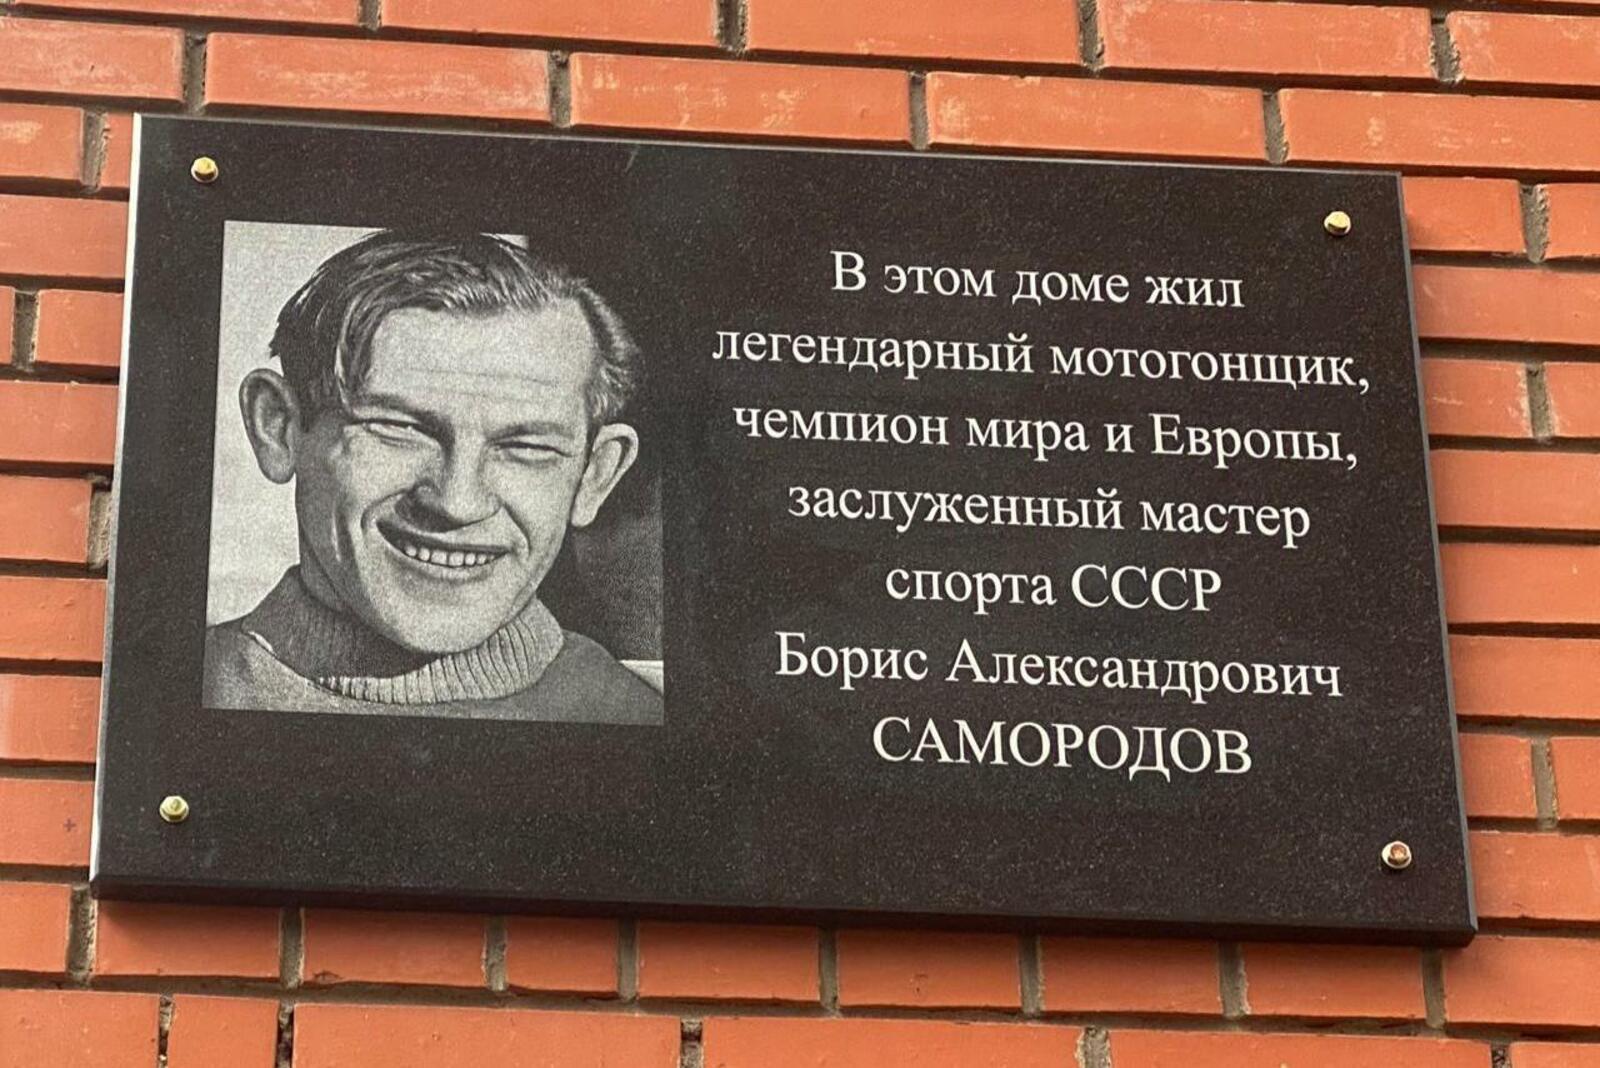 В этом доме жил
легендарный мотогонщик,
чемпион мира и Европы,
заслуженный мастер
спорта СССР
Борис Александрович
САМОРОДОВ